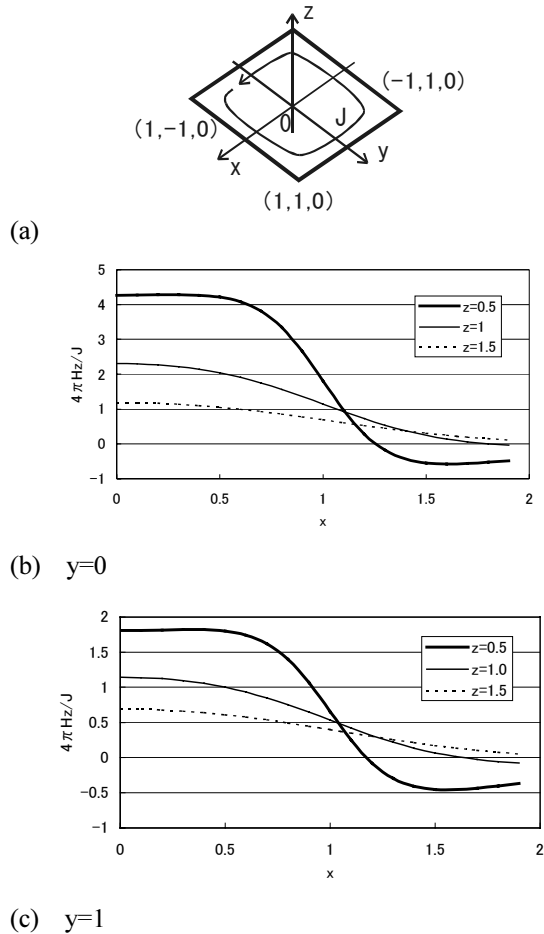 z
(-1,1,0)
(1,-1,0)
0
J
x
y
(1,1,0)
(a)
5
4
3
2
1
0
-1
4πHz/J
z=0.5
z=1
z=1.5
0 0.5 1 1.5 2
x
(b) y=0
2
1.5
1
0.5
0
-0.5
-1
4πHz/J
z=0.5
z=1.0
z=1.5
0 0.5 1 1.5 2
x
(c) y=1